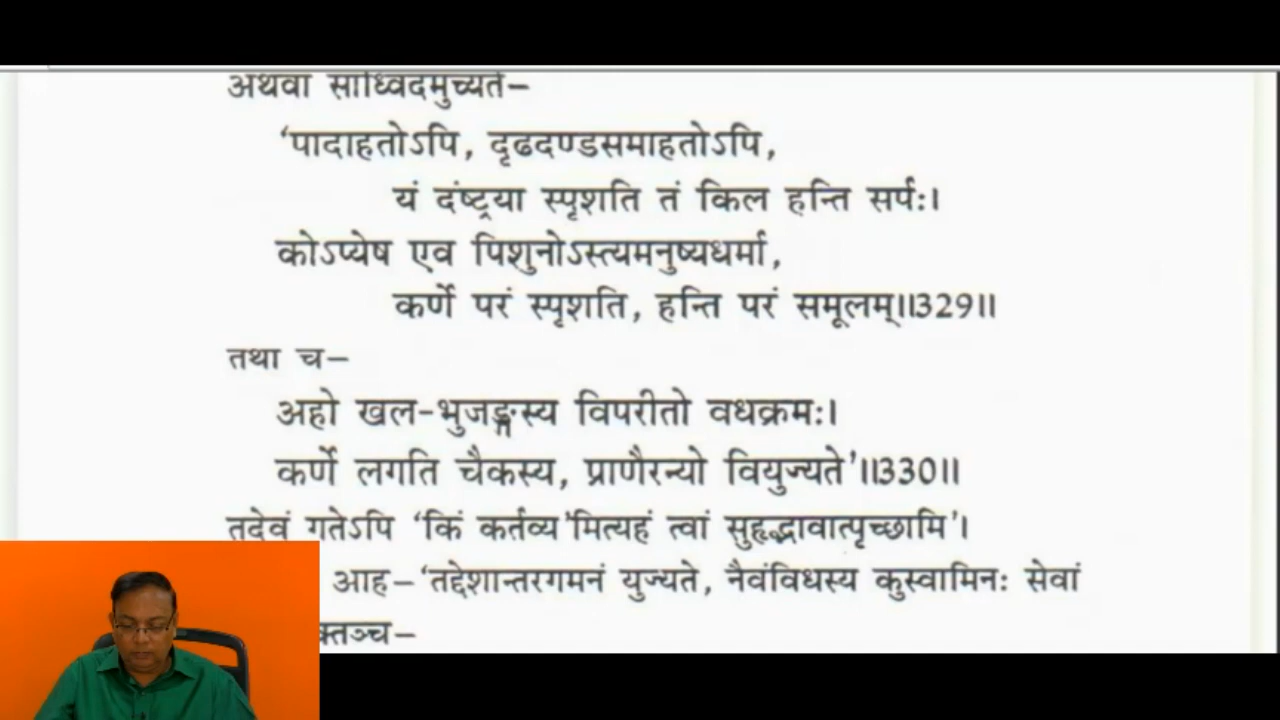 अथवा साध्विदमुच्यते–
‘पादाहतोऽपि, दृढदण्डसमाहतोऽपि,
यं दंष्ट्रया स्पृशति तं किल हन्ति सर्पः।
कोऽप्येष एव पिशुनोऽस्त्यमनुष्यधर्मा,
कर्णे परं स्पृशति, हन्ति परं समूलम्॥329॥
तथा च–
अहो खल-भुजङ्गस्य विपरीतो वधक्रमः।
कर्णे लगति चैकस्य, प्राणैरन्यो वियुज्यते’॥330॥
तदेवं गतेऽपि ‘किं कर्तव्य’मित्यहं त्वां सुहृद्भावात्पृच्छामि’।
आह–‘तद्देशान्तरगमनं युज्यते, नैवंविधस्य कुस्वामिनः सेवां
क्तञ्च–